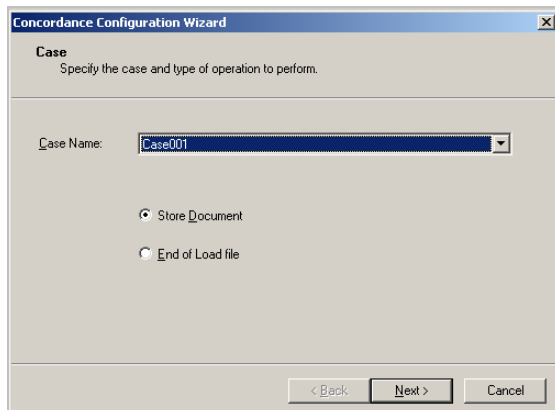 Concordance Configuration Wizard
Case
Specify the case and type of operation to perform.
Case Name: Case001
Store Document
End of Load file
< Back Next > Cancel